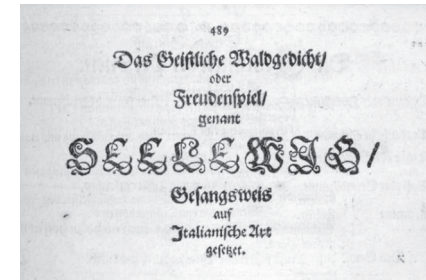 489
Das Geistliche Waldgedicht/
oder
Freudenspiel/
genant
SEELEWIG/
Gesangsweis
auf
Italianische Art
gesetzet.